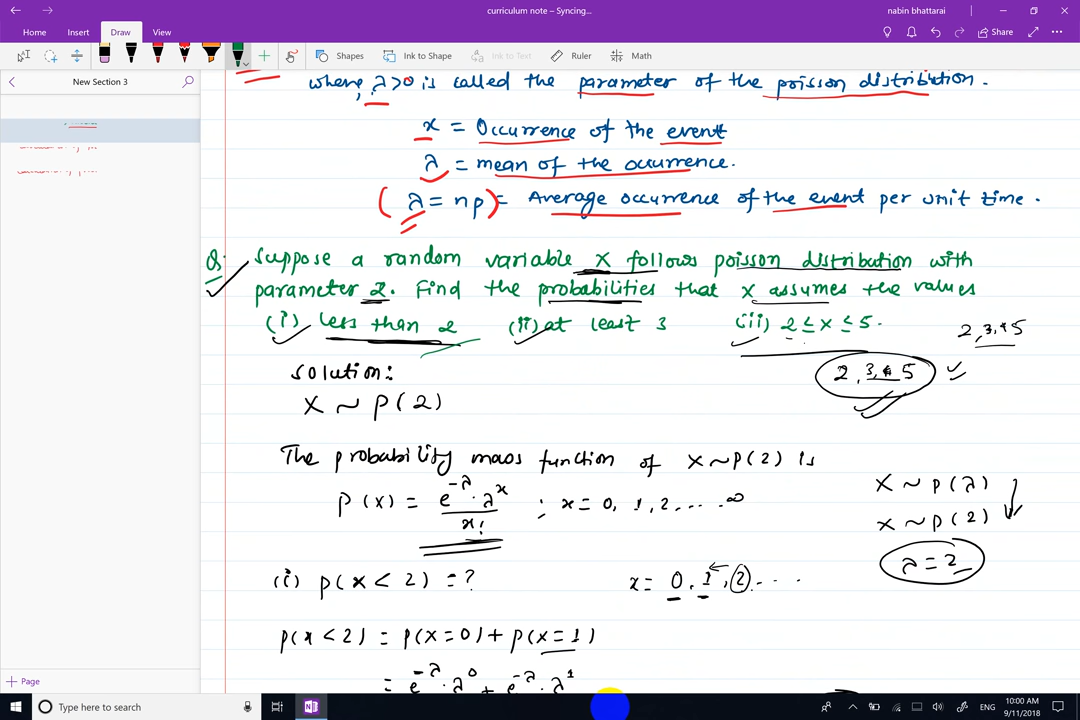 curriculum note - Syncing...
nabin bhattarai
Home Insert Draw View
Share
Shapes Ink to Shape Ink to Text Ruler Math
New Section 3
where, λ>0 is called the parameter of the poisson distribution.
x = Occurrence of the event
λ = mean of the ocurrence.
(λ = np) = Average occurrence of the event per unit time.
Q: Suppose a random variable X follows poisson distribution with
parameter 2. Find the probabilities that X assumes the values
(i) less than 2 (ii) at least 3 (iii) 2 ≤ x ≤ 5.
2, 3, 4 5
2, 3, 4 5
Solution:
X ~ P(2)
The probability mass function of X~P(2) is
P(x) = e^-λ . λ^x / x! ; x = 0, 1, 2, .... ∞
X ~ P(λ)
X ~ P(2)
λ = 2
(i) P(x < 2) = ?
x = 0, 1, 2 ....
P(x < 2) = P(x=0) + P(x=1)
= e^-λ . λ^0 + e^-λ . λ^1
Page
Type here to search
ENG
10:00 AM
9/11/2018